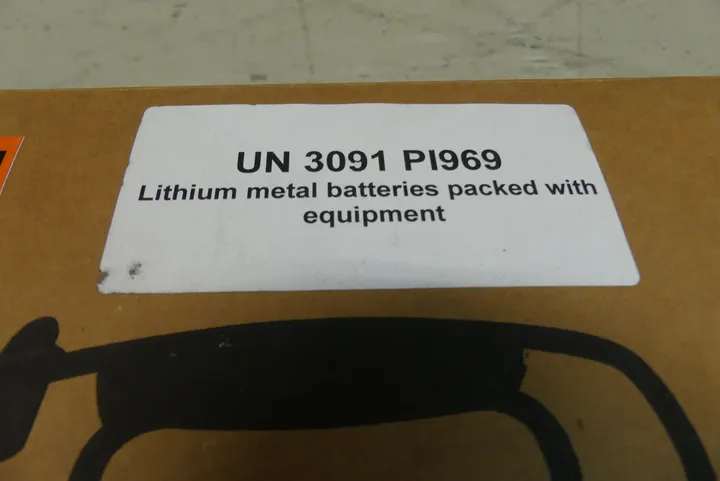 UN 3091 PI969
Lithium metal batteries packed with
equipment